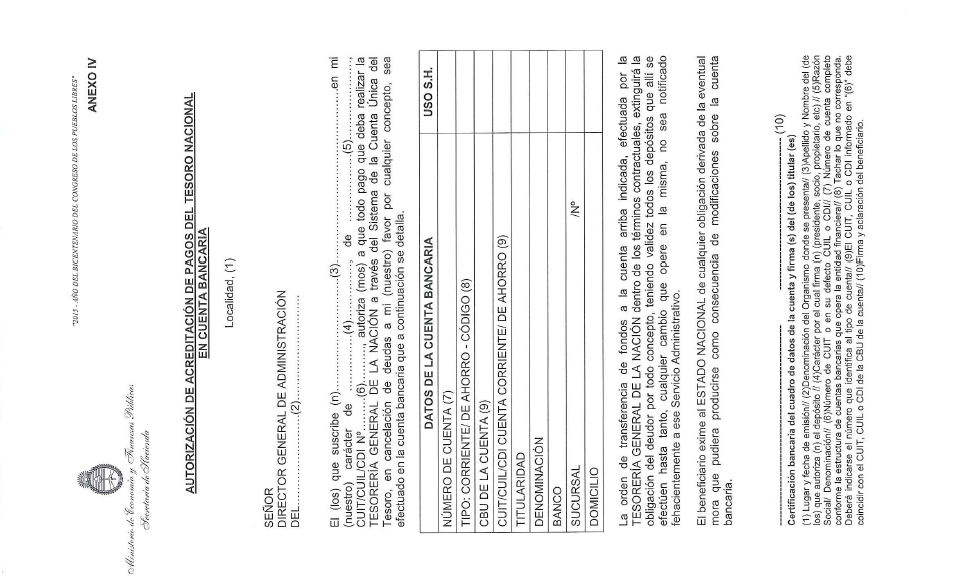 "2015 - AÑO DEL BICENTENARIO DEL CONGRESO DE LOS PUEBLOS LIBRES"
Ministerio de Economía y Finanzas Públicas
Secretaría de Hacienda
ANEXO IV
AUTORIZACIÓN DE ACREDITACIÓN DE PAGOS DEL TESORO NACIONAL
EN CUENTA BANCARIA
Localidad, (1)
SEÑOR
DIRECTOR GENERAL DE ADMINISTRACIÓN
DEL...............(2)...............
El (los) que suscribe (n)..............................(3)..............................en mi
(nuestro) carácter de ...............(4)..............., de ...............(5)...............,
CUIT/CUIL/CDI Nº..........(6).........., autoriza (mos) a que todo pago que deba realizar la
TESORERÍA GENERAL DE LA NACIÓN a través del Sistema de la Cuenta Única del
Tesoro, en cancelación de deudas a mi (nuestro) favor por cualquier concepto, sea
efectuado en la cuenta bancaria que a continuación se detalla.
DATOS DE LA CUENTA BANCARIA USO S.H.
NÚMERO DE CUENTA (7)
TIPO: CORRIENTE/ DE AHORRO - CÓDIGO (8)
CBU DE LA CUENTA (9)
CUIT/CUIL/CDI CUENTA CORRIENTE/ DE AHORRO (9)
TITULARIDAD
DENOMINACIÓN
BANCO
SUCURSAL /Nº
DOMICILIO
La orden de transferencia de fondos a la cuenta arriba indicada, efectuada por la
TESORERÍA GENERAL DE LA NACIÓN dentro de los términos contractuales, extinguirá la
obligación del deudor por todo concepto, teniendo validez todos los depósitos que allí se
efectúen hasta tanto, cualquier cambio que opere en la misma, no sea notificado
fehacientemente a ese Servicio Administrativo.
El beneficiario exime al ESTADO NACIONAL de cualquier obligación derivada de la eventual
mora que pudiera producirse como consecuencia de modificaciones sobre la cuenta
bancaria.
------------------------------ ------------------------------ (10)
Certificación bancaria del cuadro de datos de la cuenta y firma (s) del (de los) titular (es)
(1) Lugar y fecha de emisión// (2)Denominación del Organismo donde se presenta// (3)Apellido y Nombre del (de
los) que autoriza (n) el depósito // (4)Carácter por el cual firma (n) (presidente, socio, propietario, etc) // (5)Razón
Social/ Denominación// (6)Número de CUIT o en su defecto CUIL o CDI// (7) Número de cuenta completo
conforme la estructura de cuentas bancarias que opera la entidad financiera// (8) Tachar lo que no corresponda.
Deberá indicarse el número que identifica al tipo de cuenta// (9)El CUIT, CUIL o CDI informado en "(6)" debe
coincidir con el CUIT, CUIL o CDI de la CBU de la cuenta// (10)Firma y aclaración del beneficiario.